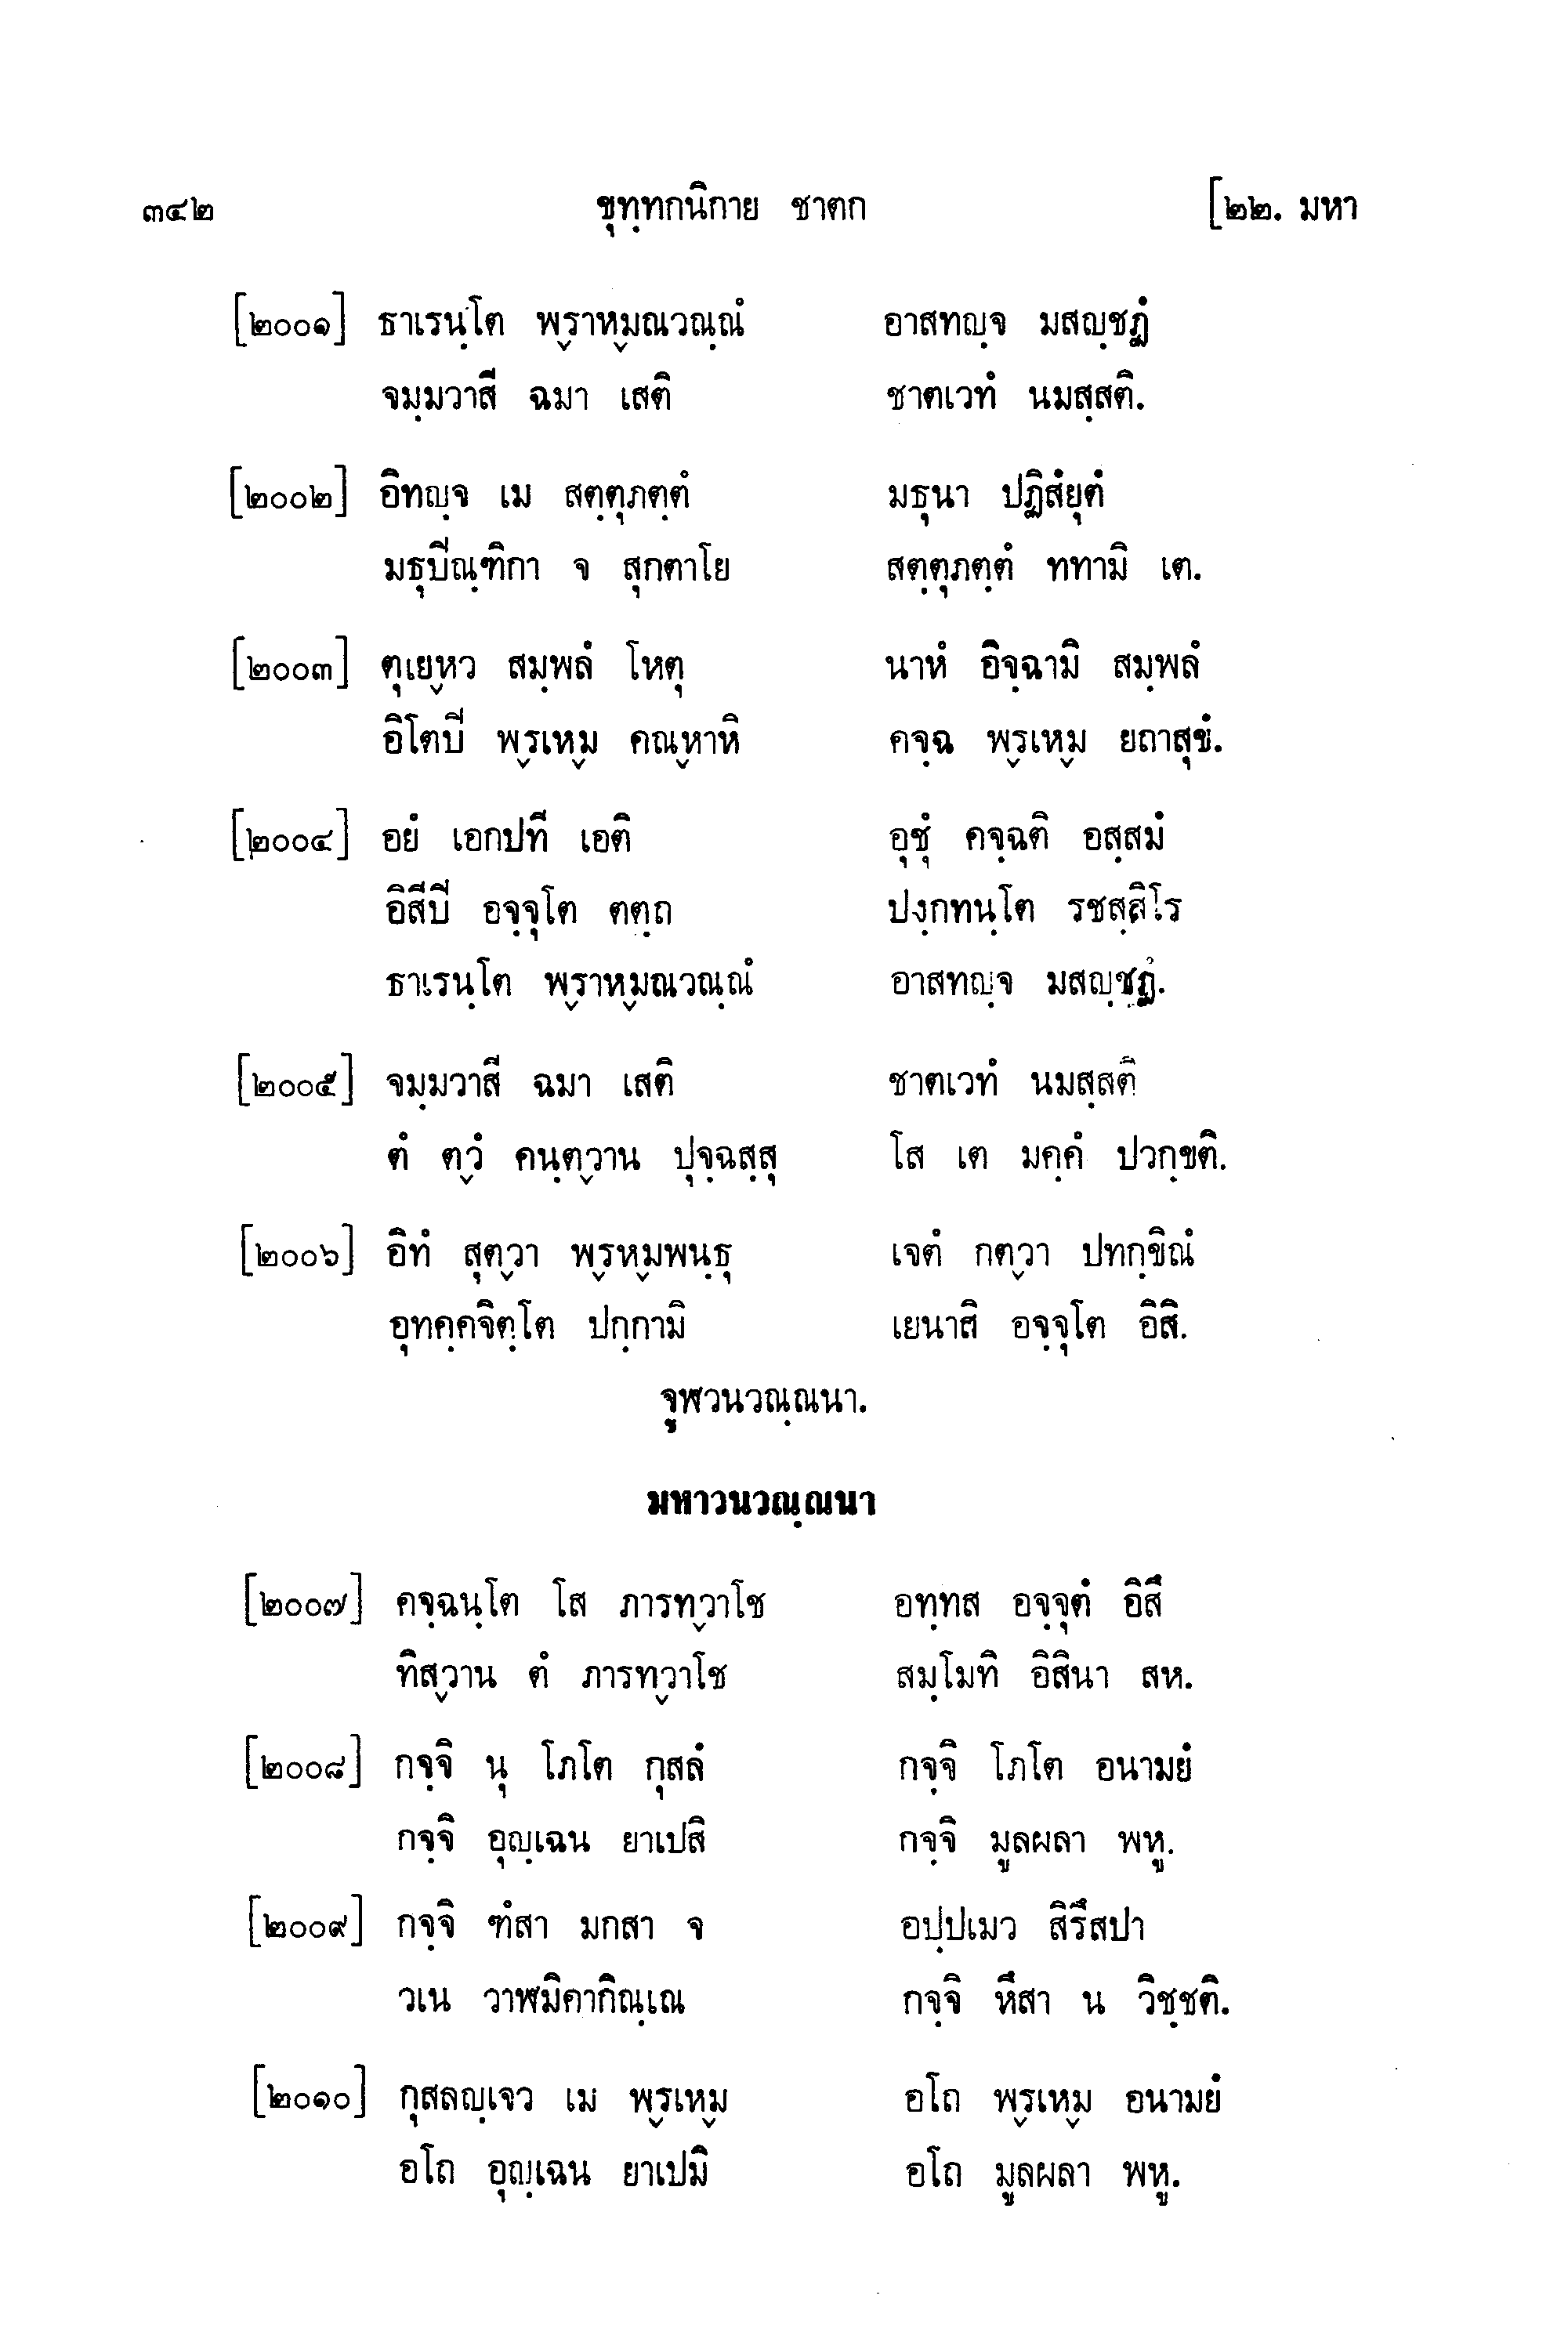 ๓๔๒ ขุทฺทกนิกาย ชาตก [๒๒. มหา
[๒๐๐๑] ธาเรนฺโต พฺราหฺมณวณฺณํ อาสทญฺจ มสญฺชฏํ
จมฺมวาสี ฉมา เสติ ชาตเวทํ นมสฺสติ.
[๒๐๐๒] อิทญฺจ เม สตฺตุภตฺตํ มธุนา ปฏิสํยุตํ
มธุปิณฺฑิกา จ สุกตาโย สตฺตุภตฺตํ ททามิ เต.
[๒๐๐๓] ตุเยฺหว สมฺพลํ โหตุ นาหํ อิจฺฉามิ สมฺพลํ
อิโตปิ พฺรเหฺม คณฺหาหิ คจฺฉ พฺรเหฺม ยถาสุขํ.
[๒๐๐๔] อยํ เอกปที เอติ อุชุํ คจฺฉติ อสฺสมํ
อิสีปิ อจฺจุโต ตตฺถ ปงฺกทนฺโต รชสฺสิโร
ธาเรนฺโต พฺราหฺมณวณฺณํ อาสทญฺจ มสญฺชฏํ.
[๒๐๐๕] จมฺมวาสี ฉมา เสติ ชาตเวทํ นมสฺสติ
ตํ ตฺวํ คนฺตฺวาน ปุจฺฉสฺสุ โส เต มคฺคํ ปวกฺขติ.
[๒๐๐๖] อิทํ สุตฺวา พฺรหฺมพนฺธุ เจตํ กตฺวา ปทกฺขิณํ
อุทคฺคจิตฺโต ปกฺกามิ เยนาสิ อจฺจุโต อิสิ.
จูฬวนวณฺณนา.
มหาวนวณฺณนา
[๒๐๐๗] คจฺฉนฺโต โส ภารทฺวาโช อทฺทส อจฺจุตํ อิสึ
ทิสฺวาน ตํ ภารทฺวาโช สมฺโมทิ อิสินา สห.
[๒๐๐๘] กจฺจิ นุ โภโต กุสลํ กจฺจิ โภโต อนามยํ
กจฺจิ อุญฺเฉน ยาเปสิ กจฺจิ มูลผลา พหู.
[๒๐๐๙] กจฺจิ ฑํสา มกสา จ อปฺปเมว สิรึสปา
วเน วาฬมิคากิณฺเณ กจฺจิ หึสา น วิชฺชติ.
[๒๐๑๐] กุสลญฺเจว เม พฺรเหฺม อโถ พฺรเหฺม อนามยํ
อโถ อุญฺเฉน ยาเปมิ อโถ มูลผลา พหู.